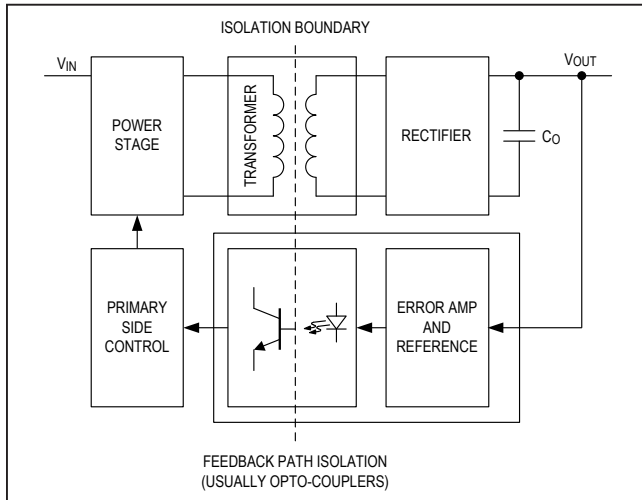 ISOLATION BOUNDARY
VIN
VOUT
POWER
STAGE
TRANSFORMER
RECTIFIER
CO
PRIMARY
SIDE
CONTROL
ERROR AMP
AND
REFERENCE
FEEDBACK PATH ISOLATION
(USUALLY OPTO-COUPLERS)